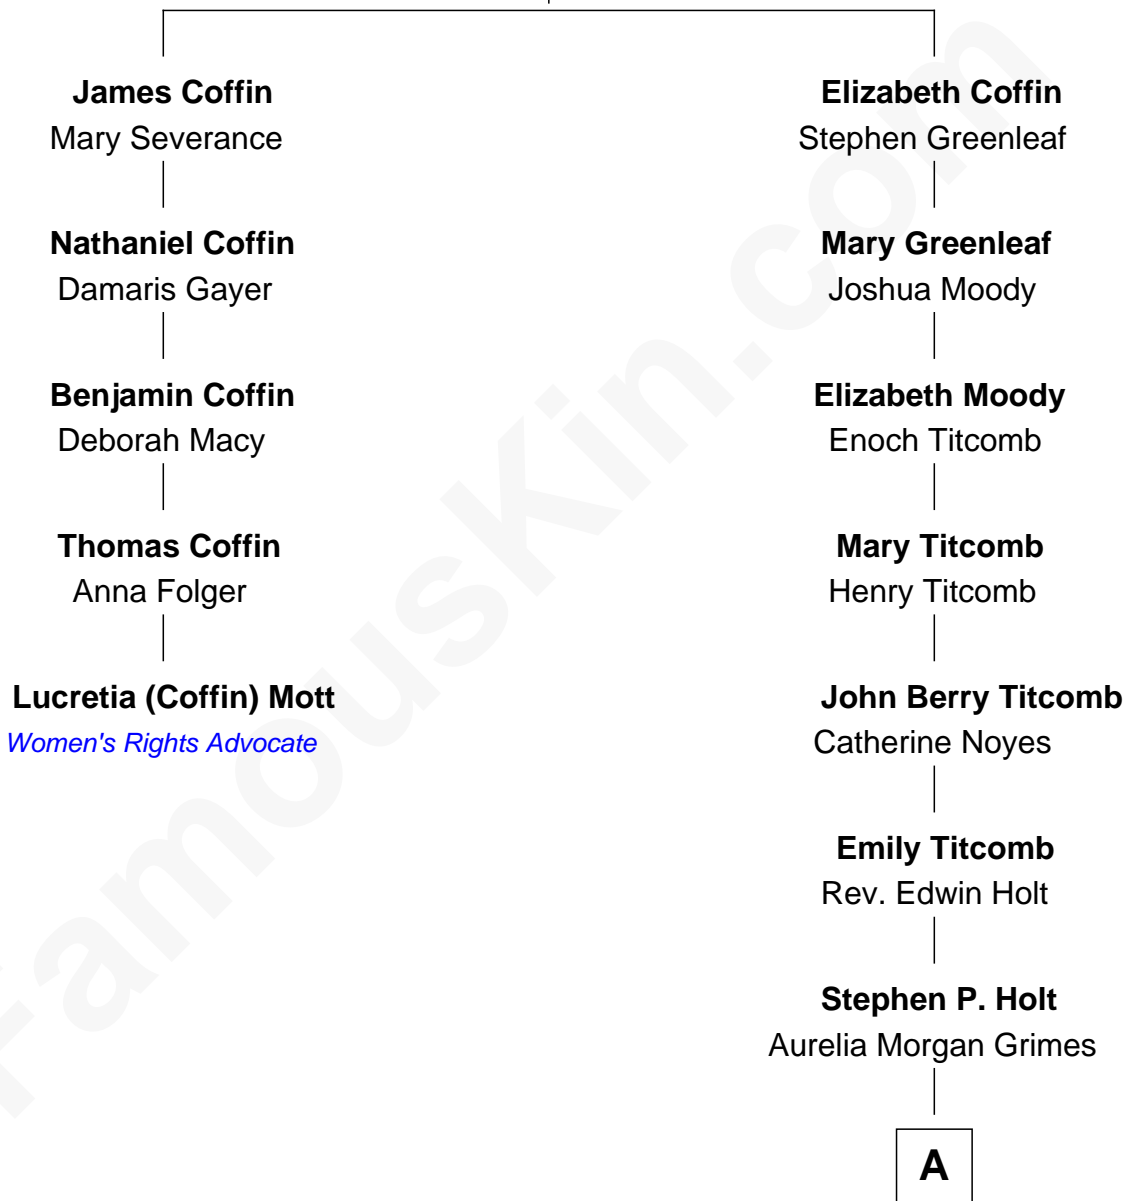 James Coffin
Mary Severance
Nathaniel Coffin
Damaris Gayer
Benjamin Coffin
Deborah Macy
Thomas Coffin
Anna Folger
Lucretia (Coffin) Mott
Women's Rights Advocate
Elizabeth Coffin
Stephen Greenleaf
Mary Greenleaf
Joshua Moody
Elizabeth Moody
Enoch Titcomb
Mary Titcomb
Henry Titcomb
John Berry Titcomb
Catherine Noyes
Emily Titcomb
Rev. Edwin Holt
Stephen P. Holt
Aurelia Morgan Grimes
A
FamousKin.com